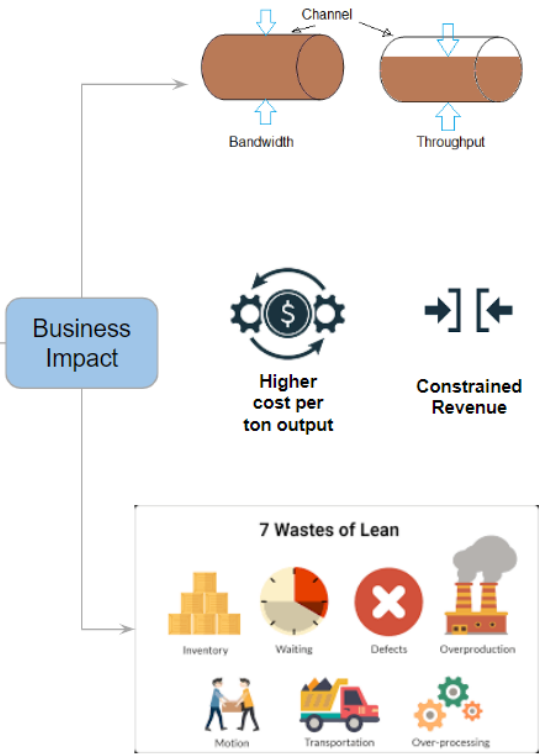 Channel
Bandwidth
Throughput
Business
Impact
Higher
cost per
ton output
$
Constrained
Revenue
7 Wastes of Lean
Inventory
Waiting
Defects
Overproduction
Motion
Transportation
Over-processing